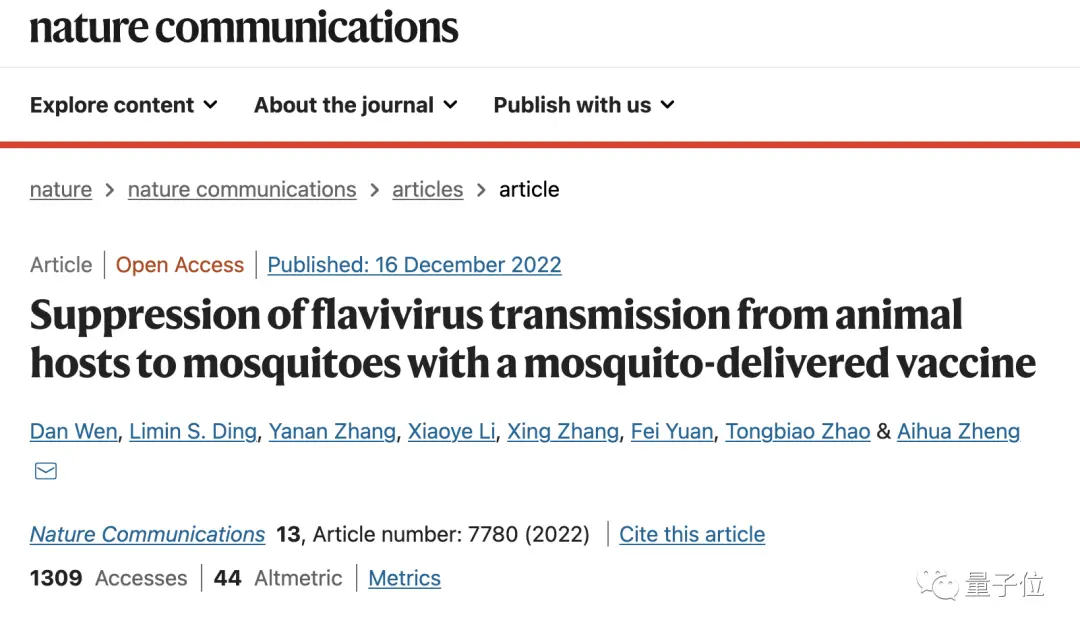 nature communications
Explore content About the journal Publish with us
nature > nature communications > articles > article
Article | Open Access | Published: 16 December 2022
Suppression of flavivirus transmission from animal
hosts to mosquitoes with a mosquito-delivered vaccine
Dan Wen, Limin S. Ding, Yanan Zhang, Xiaoye Li, Xing Zhang, Fei Yuan, Tongbiao Zhao & Aihua Zheng
Nature Communications 13, Article number: 7780 (2022) | Cite this article
1309 Accesses | 44 Altmetric | Metrics
量子位